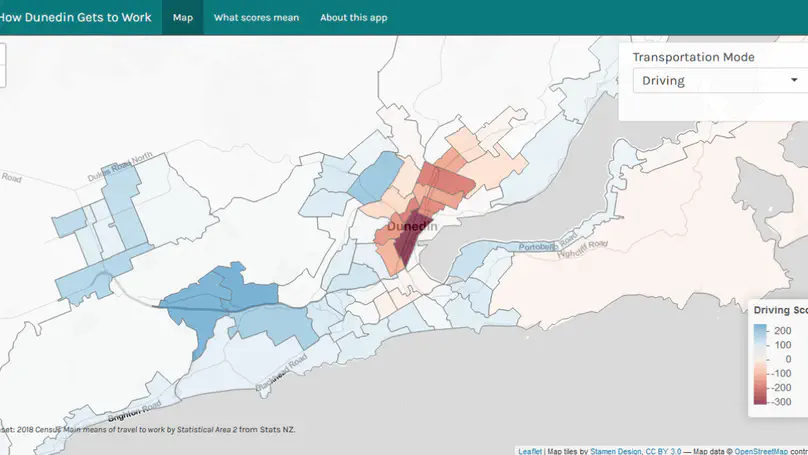 How Dunedin Gets to Work
Map
What scores mean
About this app
Transportation Mode
Driving
Dukes Road North
Road
Dunedin
Portobello Road
Highcliff Road
Driving Sco
200
100
0
-100
-200
-300
Blackhead Road
Brighton Road
set: 2018 Census Main means of travel to work by Statistical Area 2 from Stats NZ.
Leaflet | Map tiles by Stamen Design, CC BY 3.0 — Map data © OpenStreetMap contr